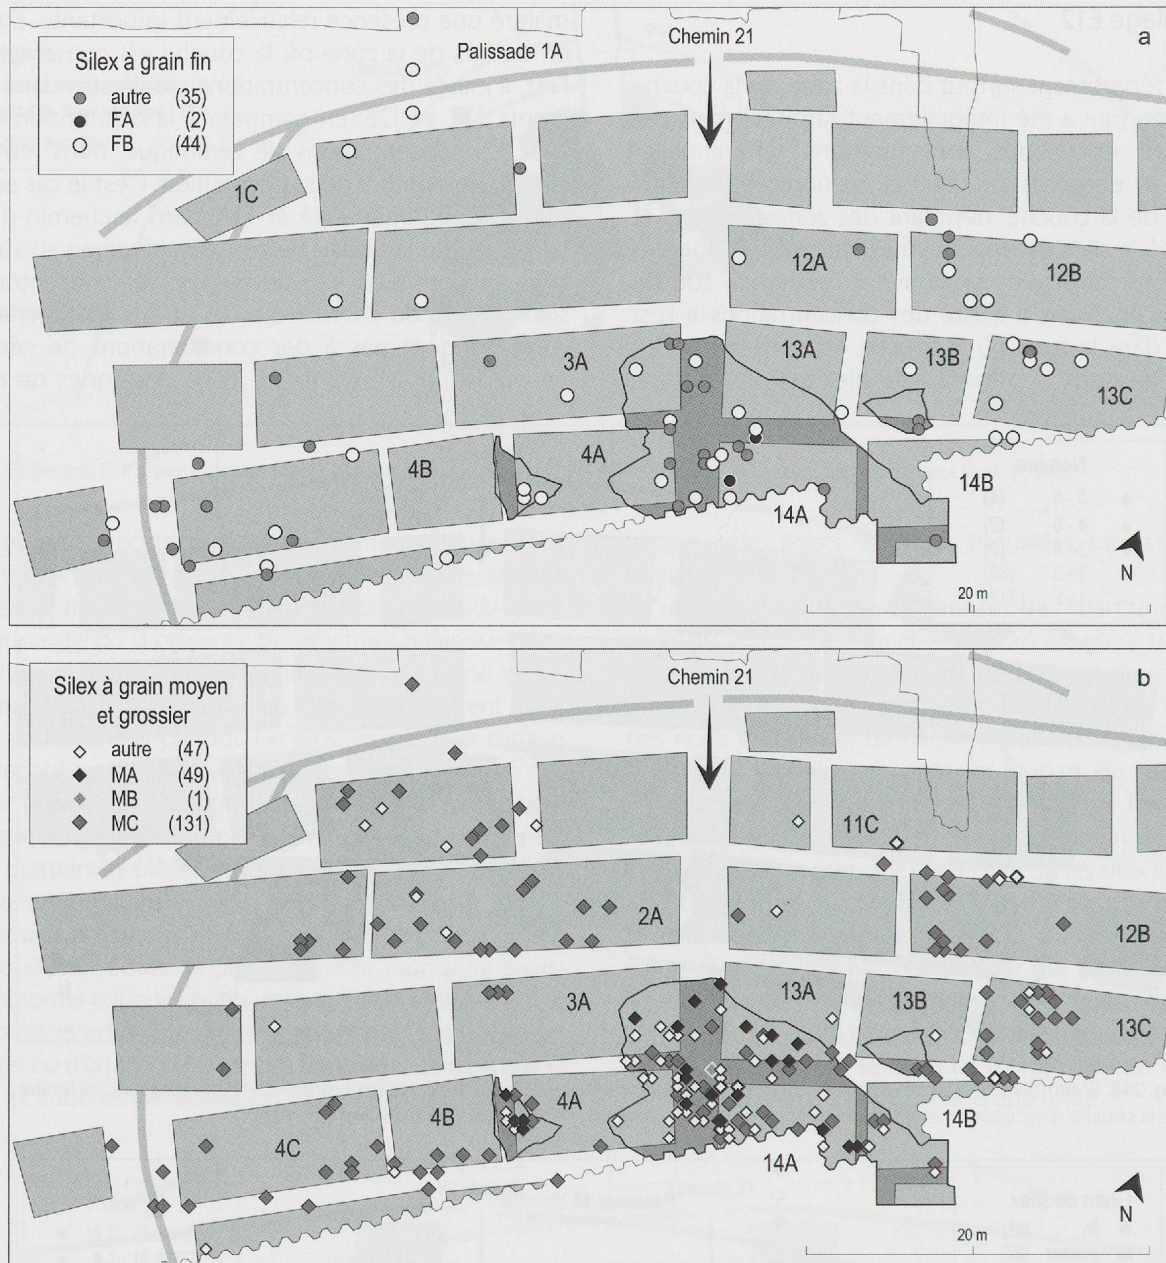 a
Silex à grain fin
autre (35)
FA (2)
FB (44)
Palissade 1A
Chemin 21
1C
12A
12B
3A
13A
13B
13C
4B
4A
14B
14A
N
20 m
b
Silex à grain moyen
et grossier
autre (47)
MA (49)
MB (1)
MC (131)
Chemin 21
11C
2A
12B
3A
13A
13B
13C
4C
4B
4A
14B
14A
N
20 m